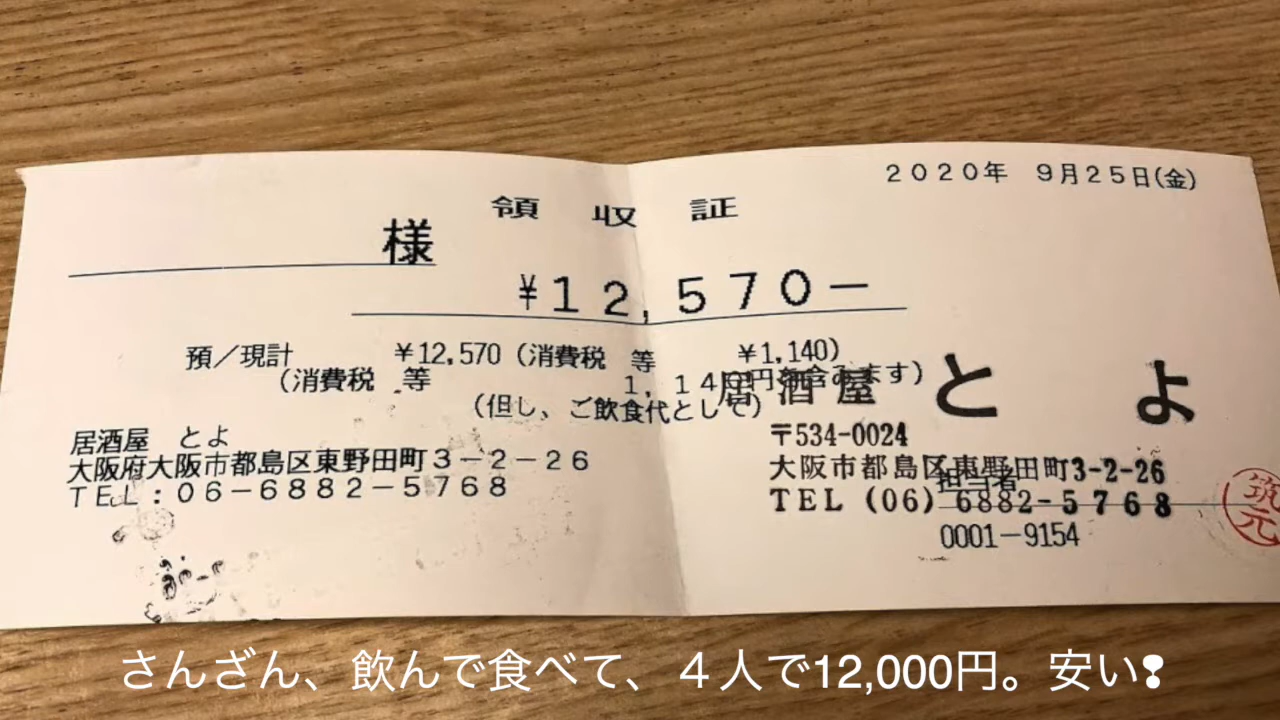 2020年 9月25日(金)
領 収 証
様
¥12,570-
預/現計 ¥12,570 (消費税 等 ¥1,140)
(消費税 等 1,140円を含みます)
(但し、ご飲食代として)
居酒屋 とよ
大阪府大阪市都島区東野田町3-2-26
TEL:06-6882-5768
居酒屋 とよ
〒534-0024
大阪市都島区東野田町3-2-26
担当者
TEL (06) 6882-5768
0001-9154
筑元
さんざん、飲んで食べて、4人で12,000円。安い❢